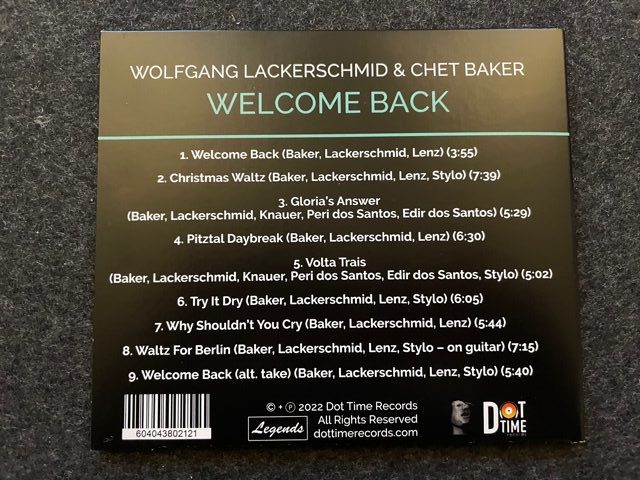 WOLFGANG LACKERSCHMID & CHET BAKER
WELCOME BACK
1. Welcome Back (Baker, Lackerschmid, Lenz) (3:55)
2. Christmas Waltz (Baker, Lackerschmid, Lenz, Stylo) (7:39)
3. Gloria's Answer
(Baker, Lackerschmid, Knauer, Peri dos Santos, Edir dos Santos) (5:29)
4. Pitztal Daybreak (Baker, Lackerschmid, Lenz) (6:30)
5. Volta Trais
(Baker, Lackerschmid, Knauer, Peri dos Santos, Edir dos Santos, Stylo) (5:02)
6. Try It Dry (Baker, Lackerschmid, Lenz, Stylo) (6:05)
7. Why Shouldn't You Cry (Baker, Lackerschmid, Lenz) (5:44)
8. Waltz For Berlin (Baker, Lackerschmid, Lenz, Stylo – on guitar) (7:15)
9. Welcome Back (alt. take) (Baker, Lackerschmid, Lenz, Stylo) (5:40)
604043802121
Legends
© + ℗ 2022 Dot Time Records
All Rights Reserved
dottimerecords.com
DOT
TIME
records